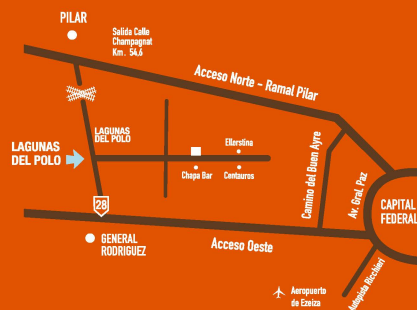 PILAR
Salida Calle
Champagnat
Km. 54,6
Acceso Norte - Ramal Pilar
LAGUNAS
DEL POLO
LAGUNAS
DEL POLO
Ellerstina
Chapa Bar
Centauros
Camino del Buen Ayre
Av. Gral. Paz
CAPITAL
FEDERAL
28
GENERAL
RODRIGUEZ
Acceso Oeste
Aeropuerto
de Ezeiza
Autopista Ricchieri